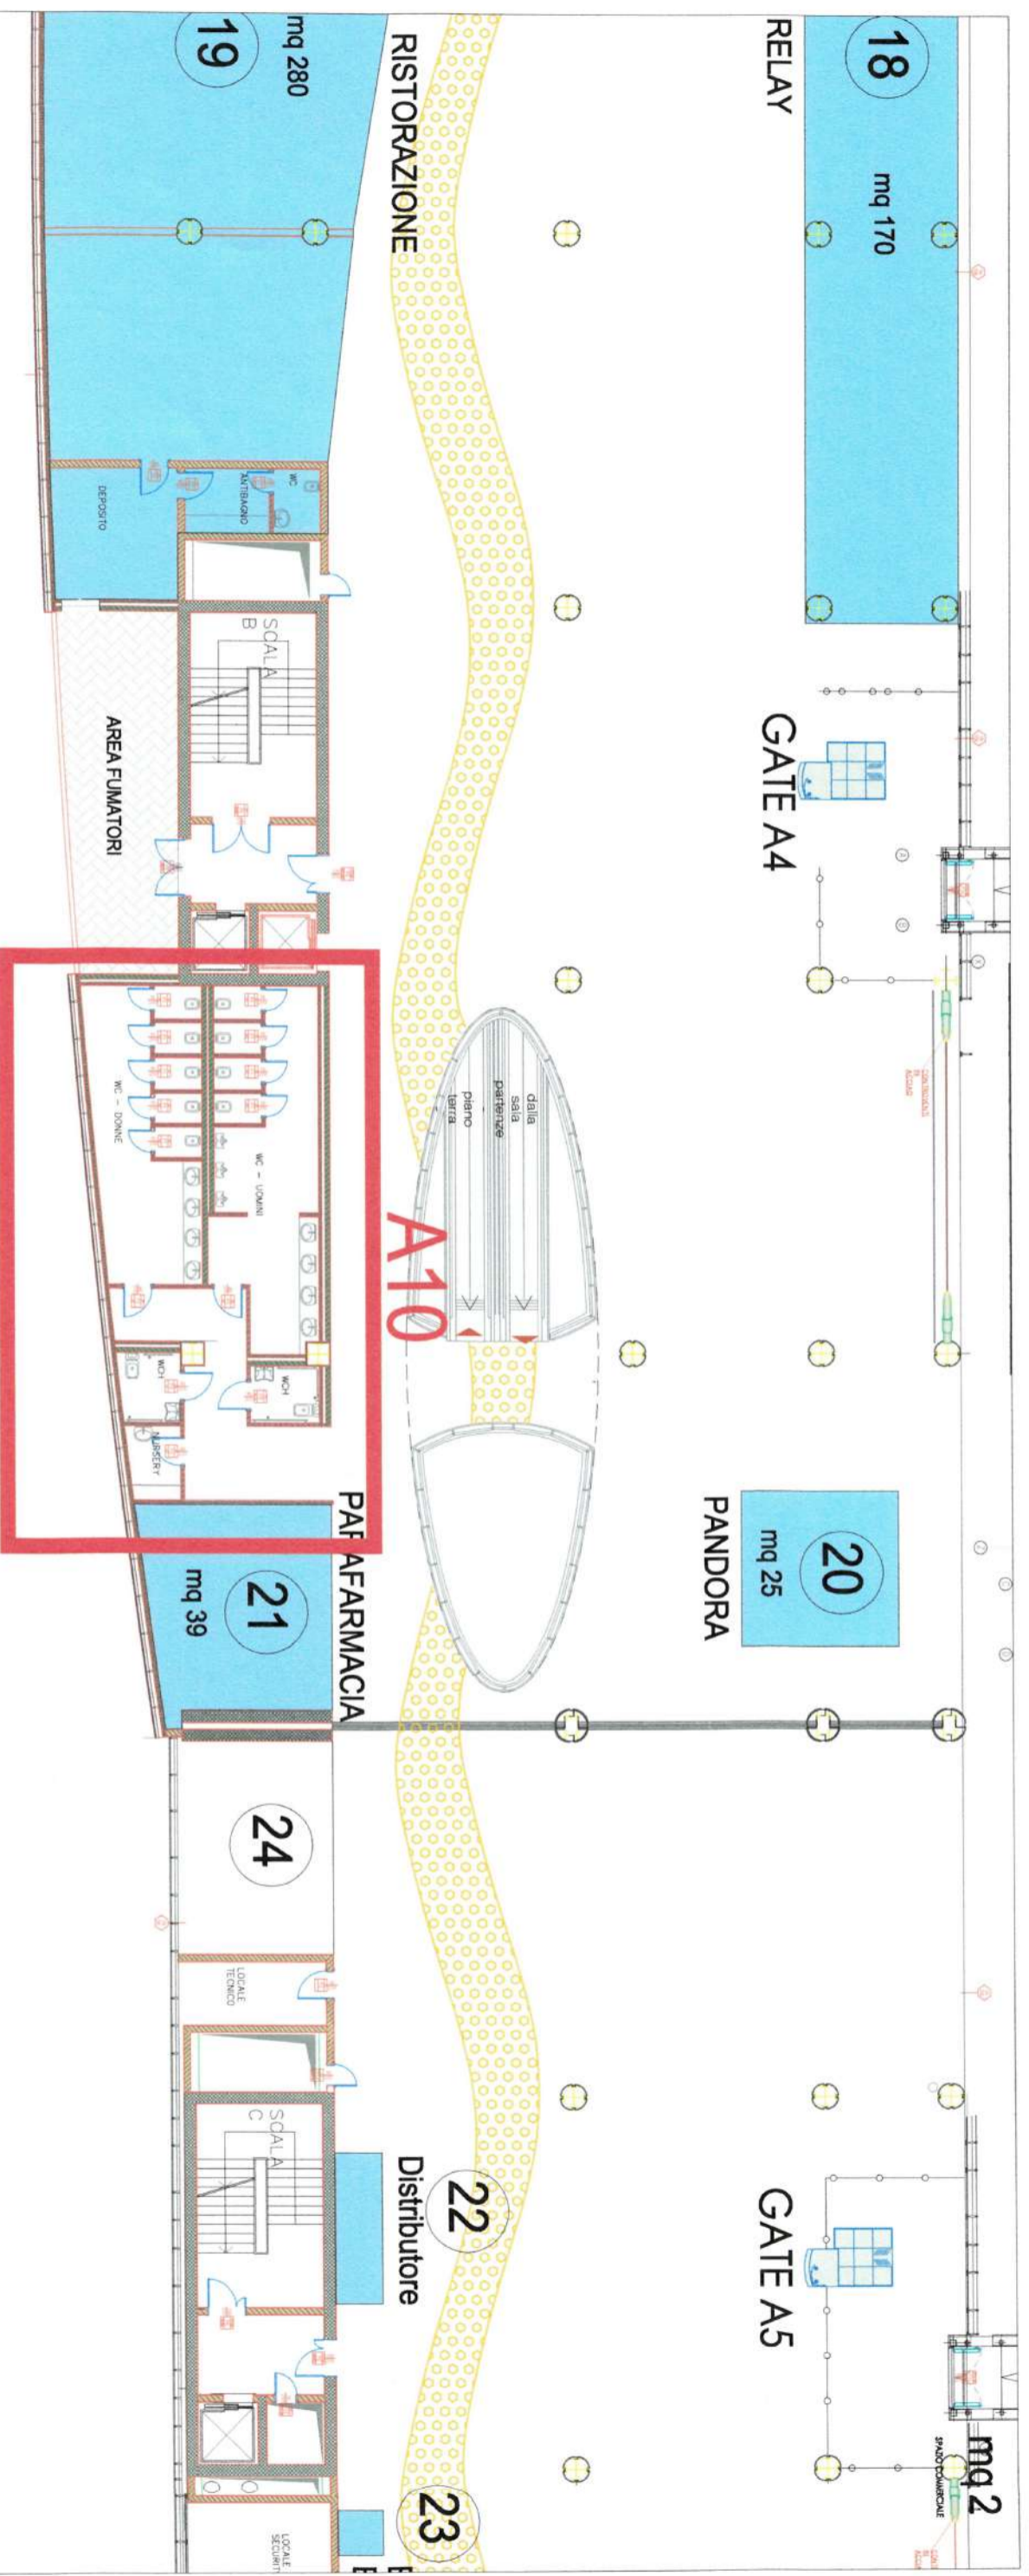 18
mq 170
RELAY
mq 280
19
RISTORAZIONE
WC
ANTIBAGNO
DEPOSITO
SCALA
B
AREA FUMATORI
GATE A4
A
B
dalla
sala
partenze
piano
terra
A10
WC - UOMINI
WC - DONNE
WCH
WCH
NURSERY
20
mq 25
PANDORA
PARAFARMACIA
21
mq 39
24
LOCALE
TECNICO
SCALA
C
22
Distributore
GATE A5
mq 2
SPAZIO COMMERCIALE
23
LOCALE
SECURITY